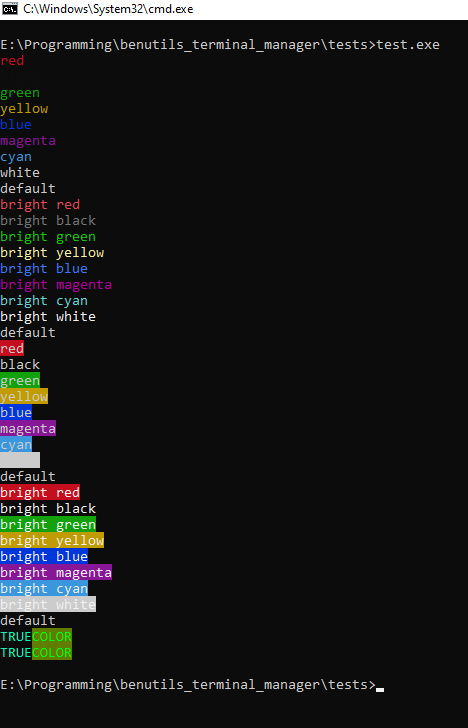 C:\Windows\System32\cmd.exe
E:\Programming\benutils_terminal_manager\tests>test.exe
red
green
yellow
blue
magenta
cyan
white
default
bright red
bright black
bright green
bright yellow
bright blue
bright magenta
bright cyan
bright white
default
red
black
green
yellow
blue
magenta
cyan
default
bright red
bright black
bright green
bright yellow
bright blue
bright magenta
bright cyan
bright white
default
TRUECOLOR
TRUECOLOR
E:\Programming\benutils_terminal_manager\tests>